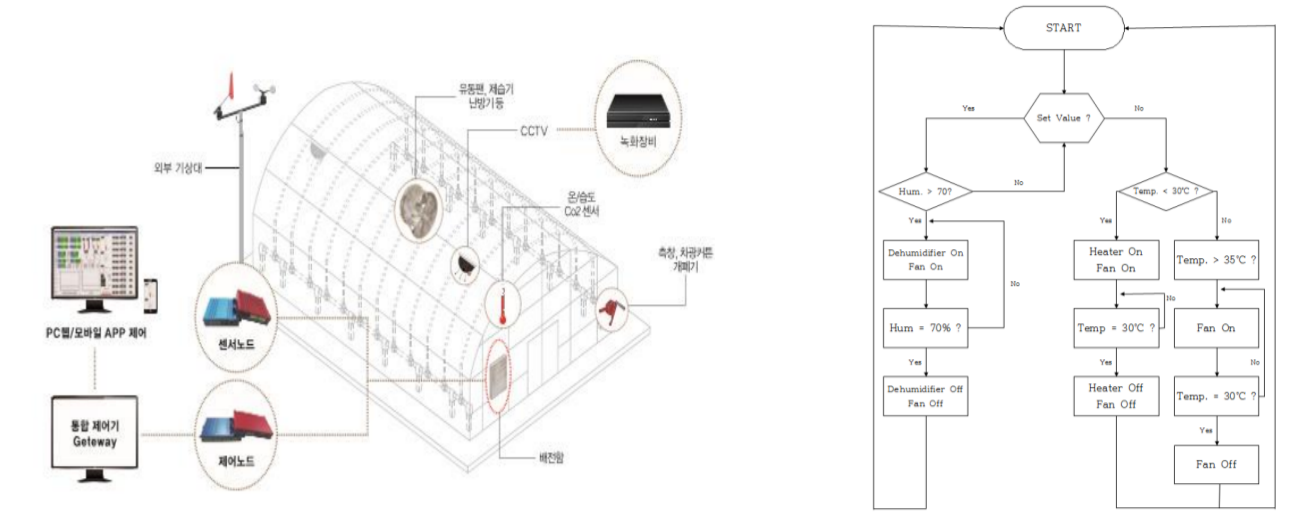 유동팬, 제습기
난방기 등
CCTV
녹화장비
외부 기상대
온/습도
Co2 센서
측창, 차광커튼
개폐기
PC웹/모바일 APP 제어
센서노드
통합 제어기
Geteway
제어노드
배전함
START
Set Value ?
Yes
No
Hum. > 70?
No
Yes
Dehumidifier On
Fan On
No
Hum = 70% ?
Yes
Dehumidifier Off
Fan Off
Temp. < 30℃ ?
Yes
No
Heater On
Fan On
No
Temp = 30℃ ?
Yes
Heater Off
Fan Off
Temp. > 35℃ ?
Fan On
No
Temp. = 30℃ ?
Yes
Fan Off